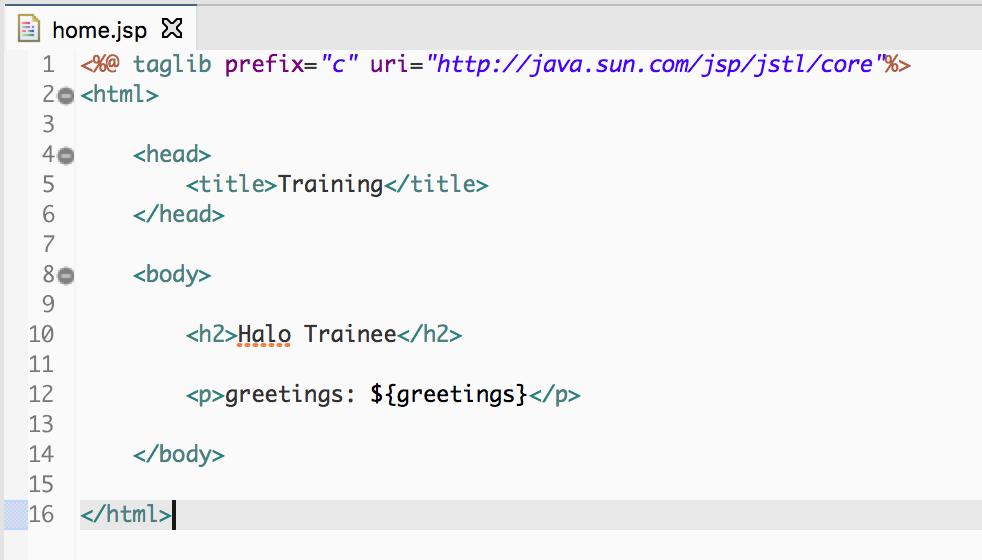 home.jsp
1 <%@ taglib prefix="c" uri="http://java.sun.com/jsp/jstl/core"%>
2 <html>
3
4 <head>
5 <title>Training</title>
6 </head>
7
8 <body>
9
10 <h2>Halo Trainee</h2>
11
12 <p>greetings: ${greetings}</p>
13
14 </body>
15
16 </html>